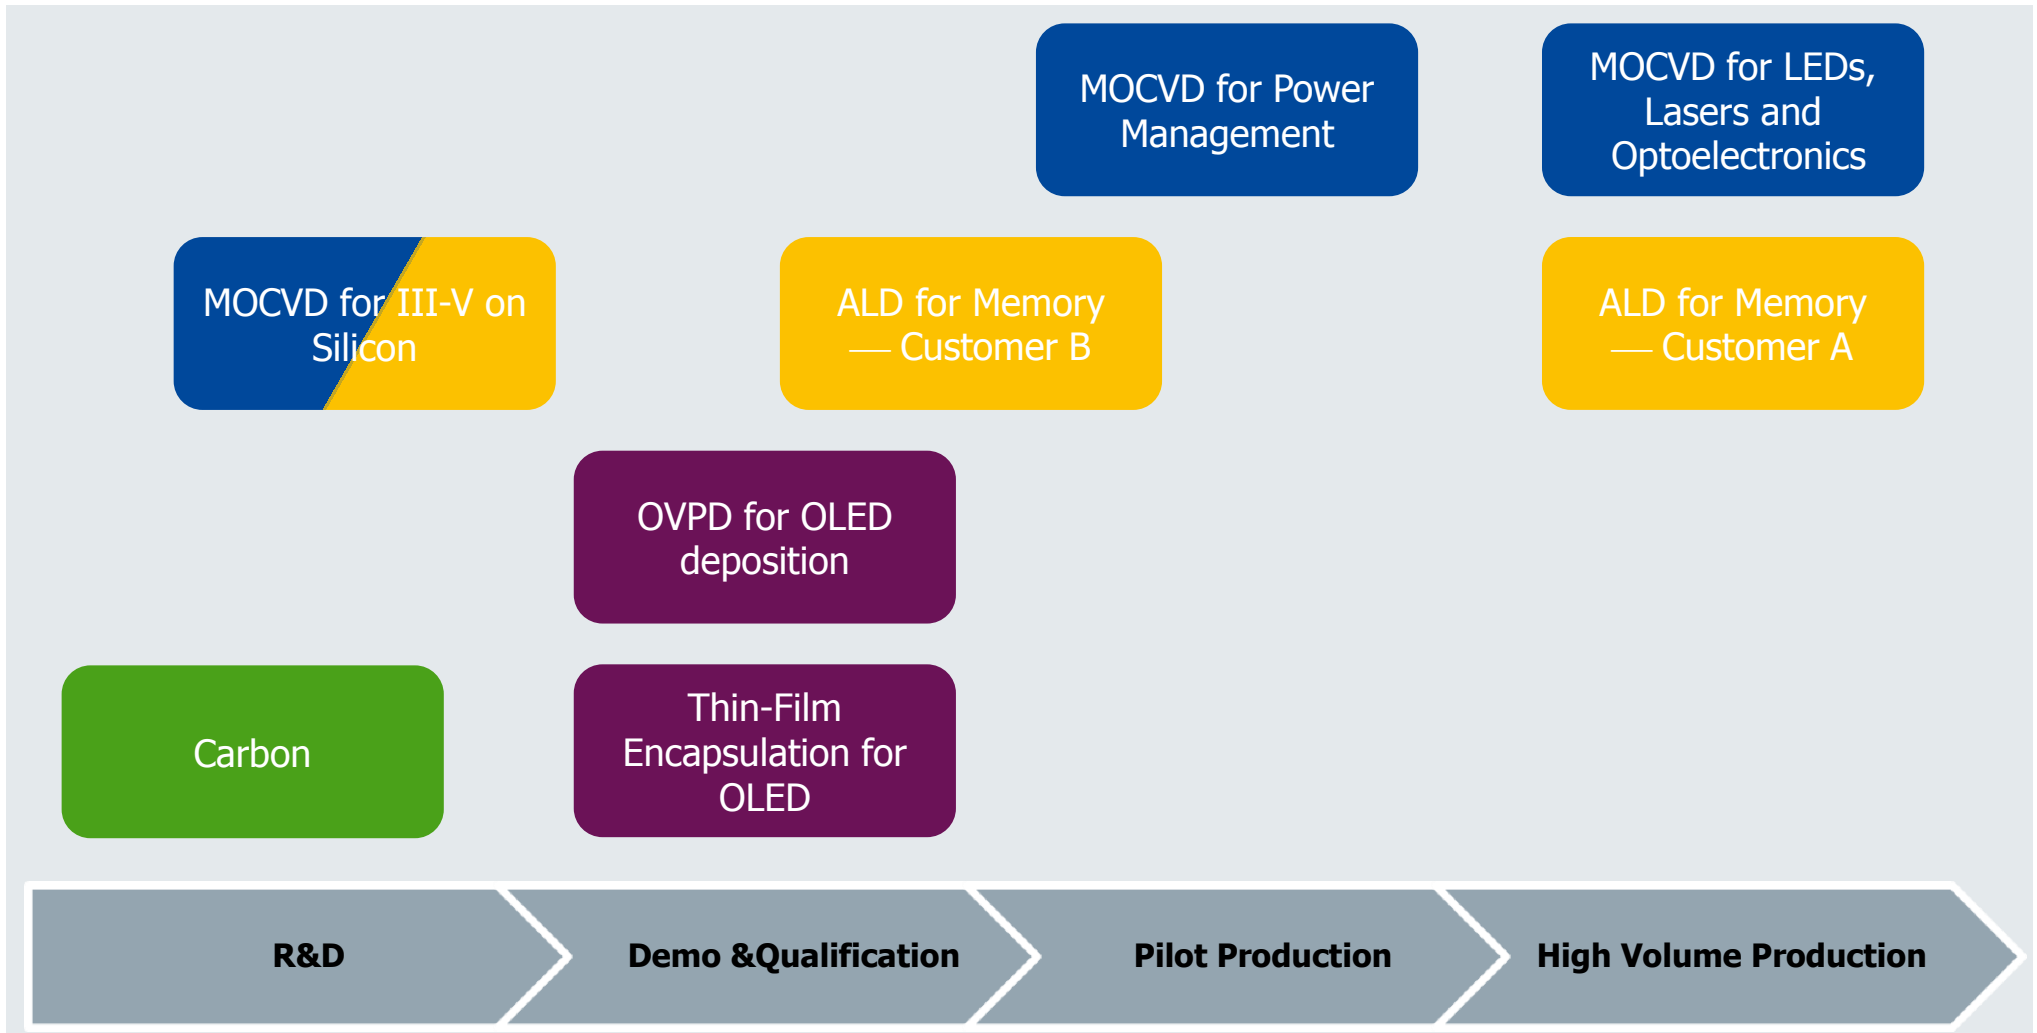 MOCVD for Power
Management
MOCVD for LEDs,
Lasers and
Optoelectronics
MOCVD for III-V on
Silicon
ALD for Memory
— Customer B
ALD for Memory
— Customer A
OVPD for OLED
deposition
Carbon
Thin-Film
Encapsulation for
OLED
R&D
Demo &Qualification
Pilot Production
High Volume Production